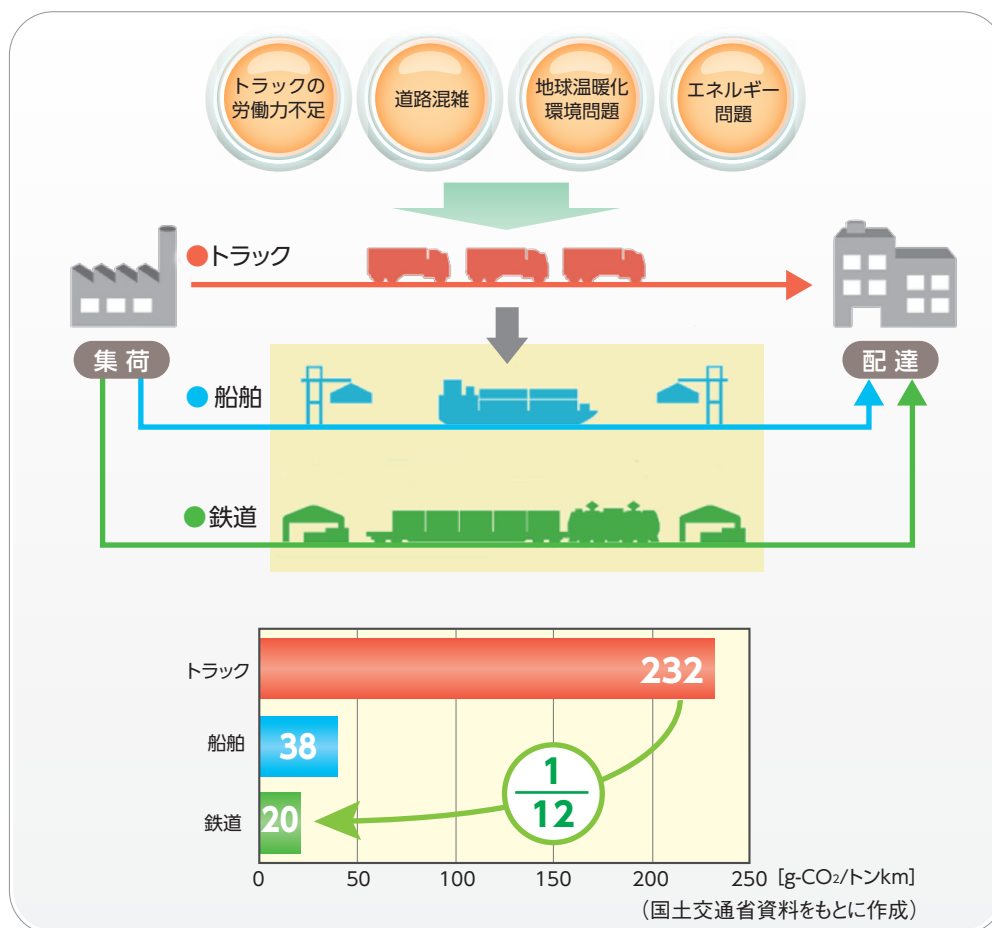 トラックの
労働力不足
道路混雑
地球温暖化
環境問題
エネルギー
問題
●トラック
集荷
配達
●船舶
●鉄道
トラック
232
船舶
38
1
12
鉄道
20
0
50
100
150
200
250
[g-CO₂/トンkm]
（国土交通省資料をもとに作成）